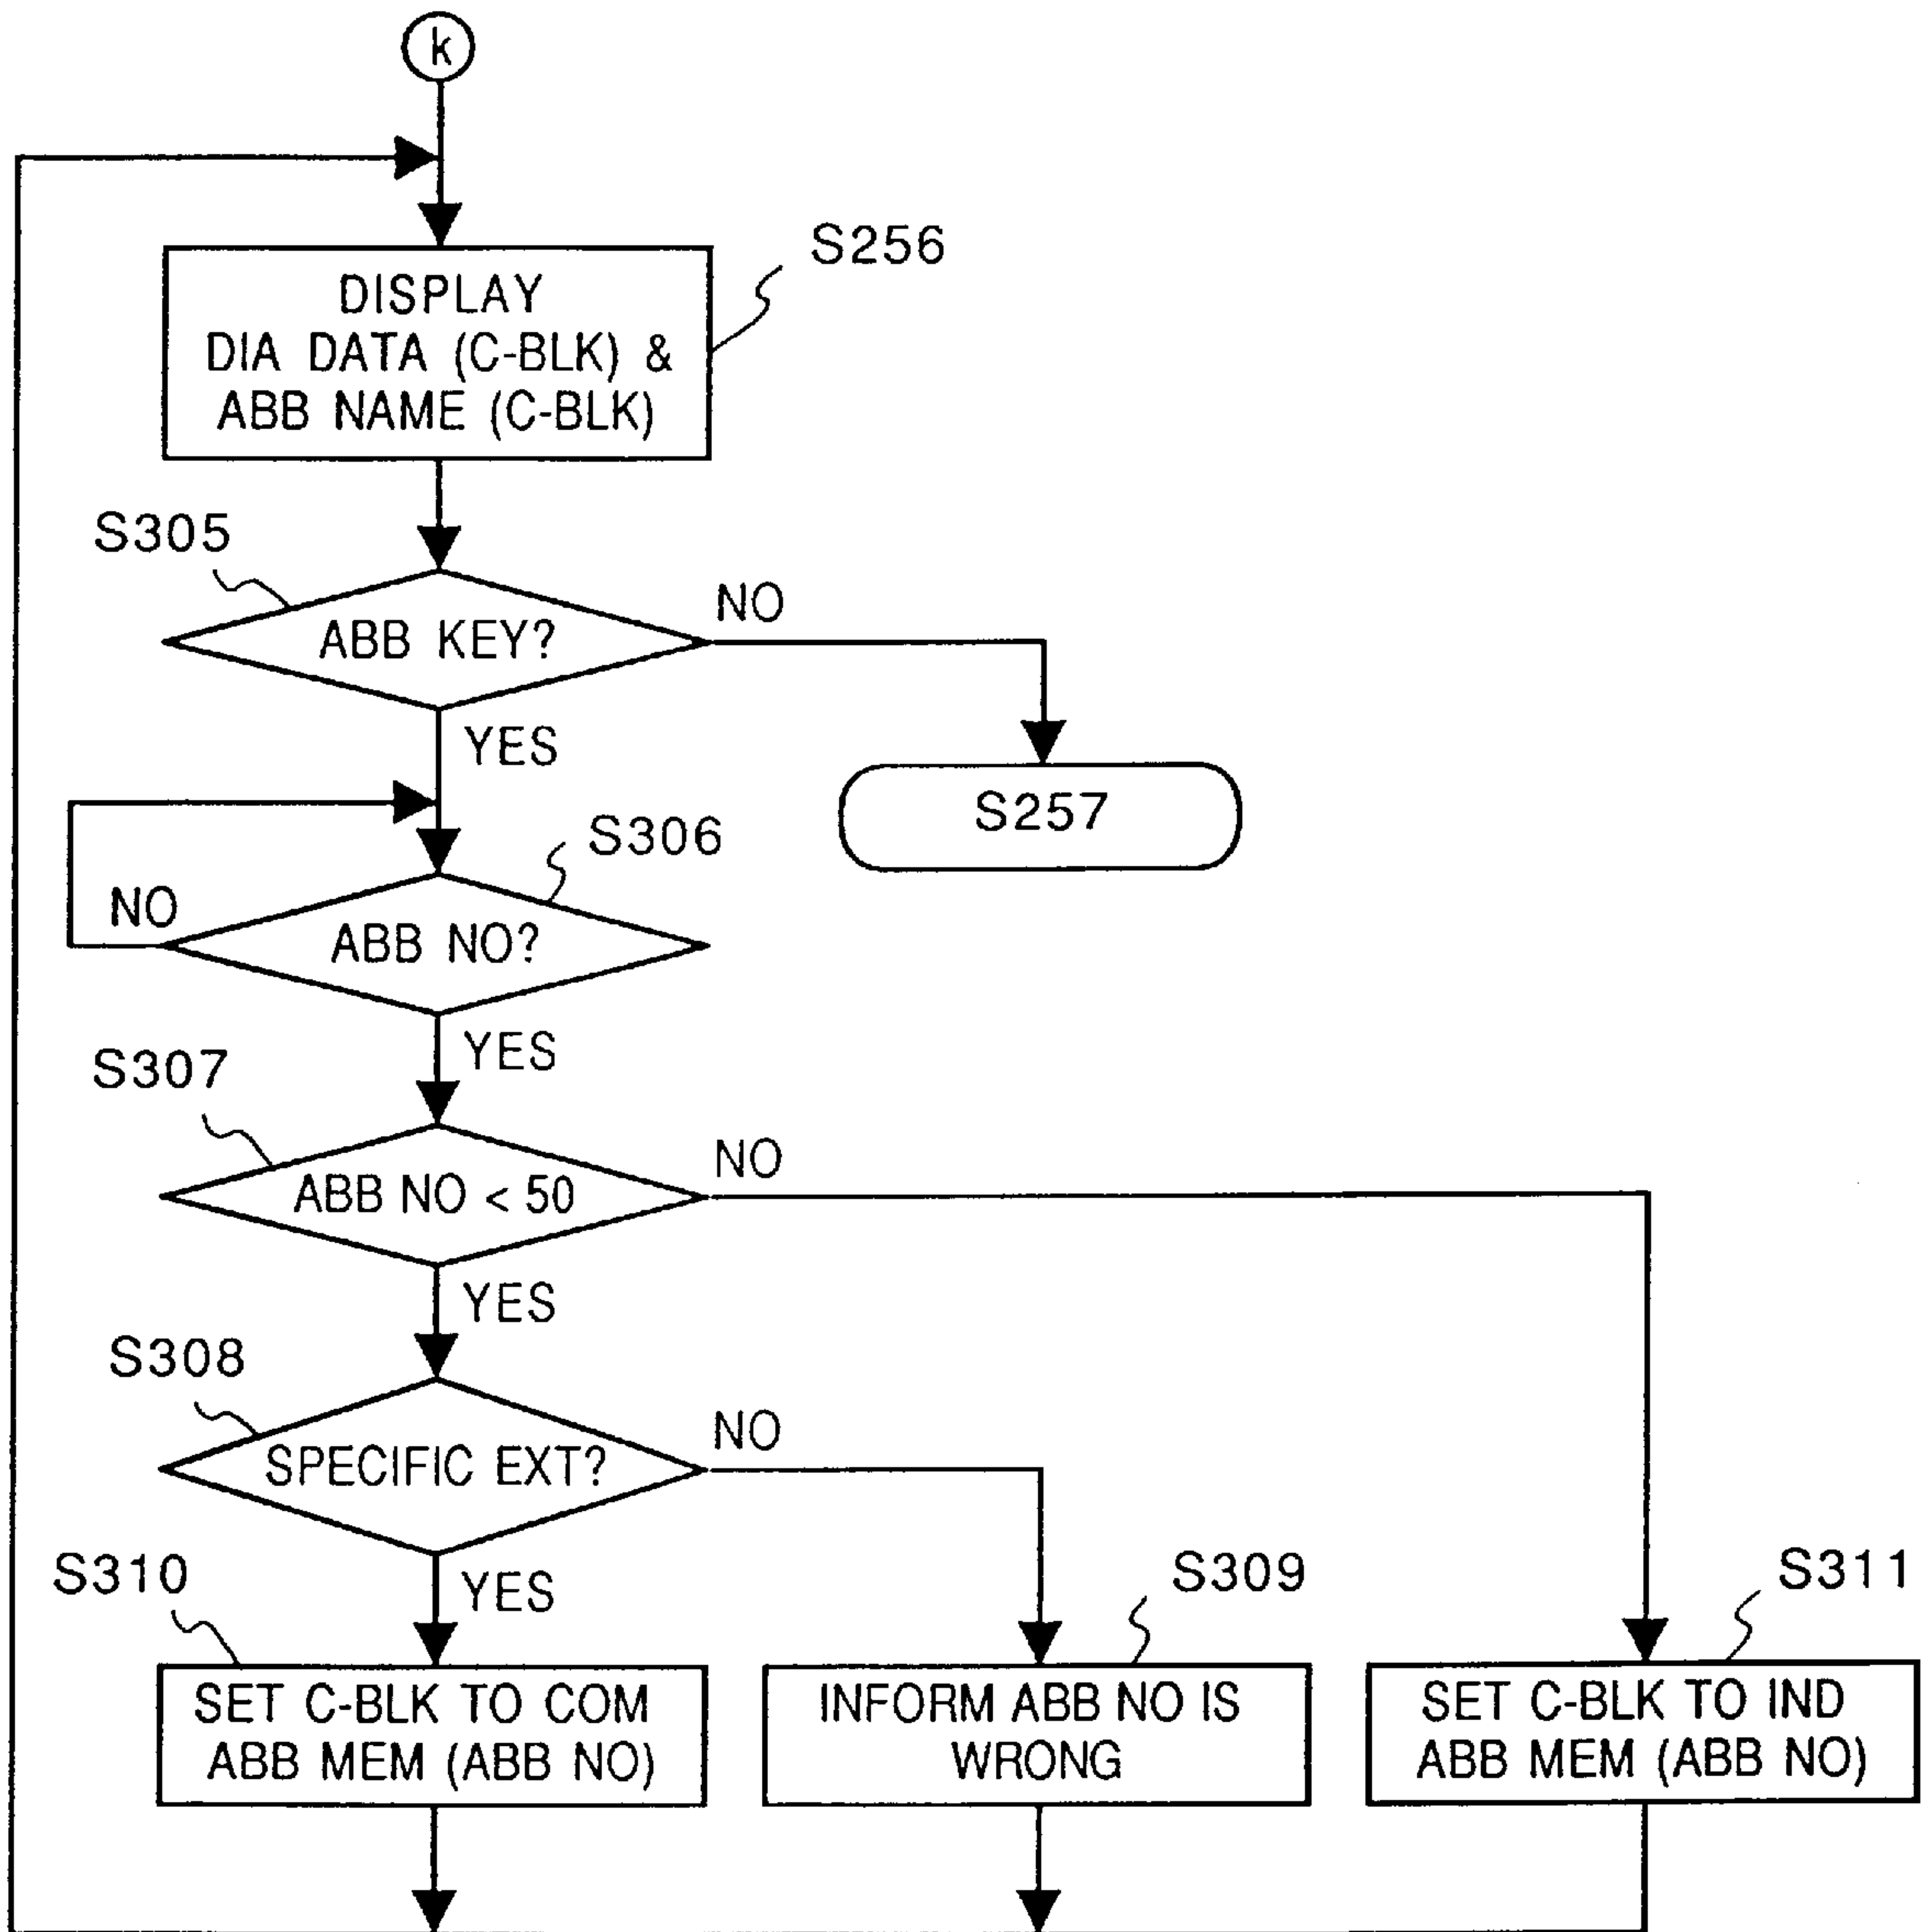 k
S256
DISPLAY
DIA DATA (C-BLK) &
ABB NAME (C-BLK)
S305
NO
ABB KEY?
YES
S257
S306
NO
ABB NO?
YES
S307
NO
ABB NO < 50
YES
S308
NO
SPECIFIC EXT?
S310
YES
S309
S311
SET C-BLK TO COM
ABB MEM (ABB NO)
INFORM ABB NO IS
WRONG
SET C-BLK TO IND
ABB MEM (ABB NO)